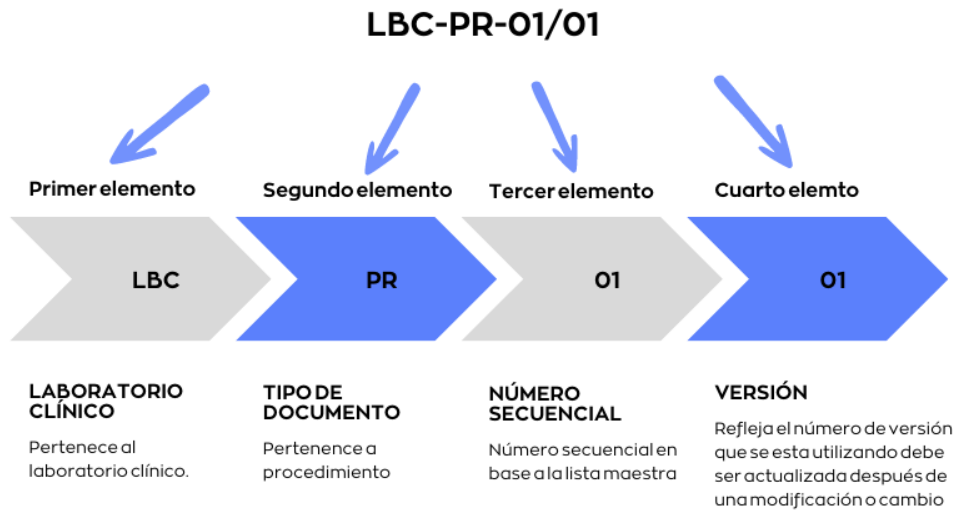 LBC-PR-01/01
Primer elemento
Segundo elemento
Tercer elemento
Cuarto elemto
LBC
PR
01
01
LABORATORIO
CLÍNICO
Pertenece al
laboratorio clínico.
TIPO DE
DOCUMENTO
Pertenence a
procedimiento
NÚMERO
SECUENCIAL
Número secuencial en
base a la lista maestra
VERSIÓN
Refleja el número de versión
que se esta utilizando debe
ser actualizada después de
una modificación o cambio